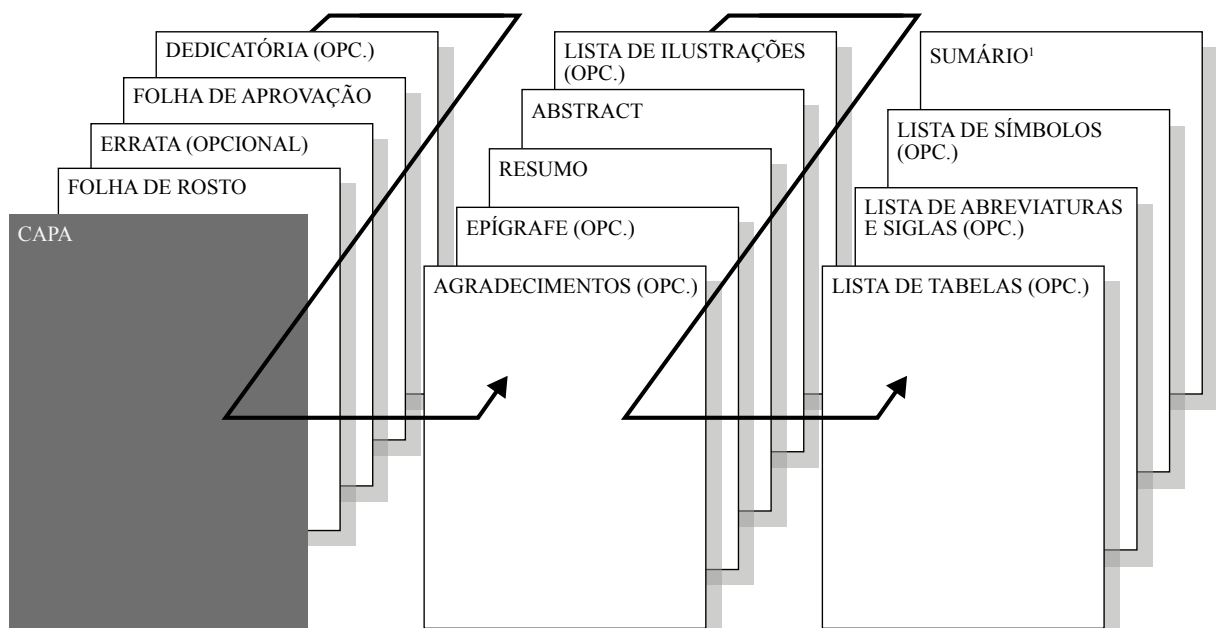 DEDICATÓRIA (OPC.)
FOLHA DE APROVAÇÃO
ERRATA (OPCIONAL)
FOLHA DE ROSTO
CAPA
LISTA DE ILUSTRAÇÕES
(OPC.)
ABSTRACT
RESUMO
EPÍGRAFE (OPC.)
AGRADECIMENTOS (OPC.)
SUMÁRIO¹
LISTA DE SÍMBOLOS
(OPC.)
LISTA DE ABREVIATURAS
E SIGLAS (OPC.)
LISTA DE TABELAS (OPC.)